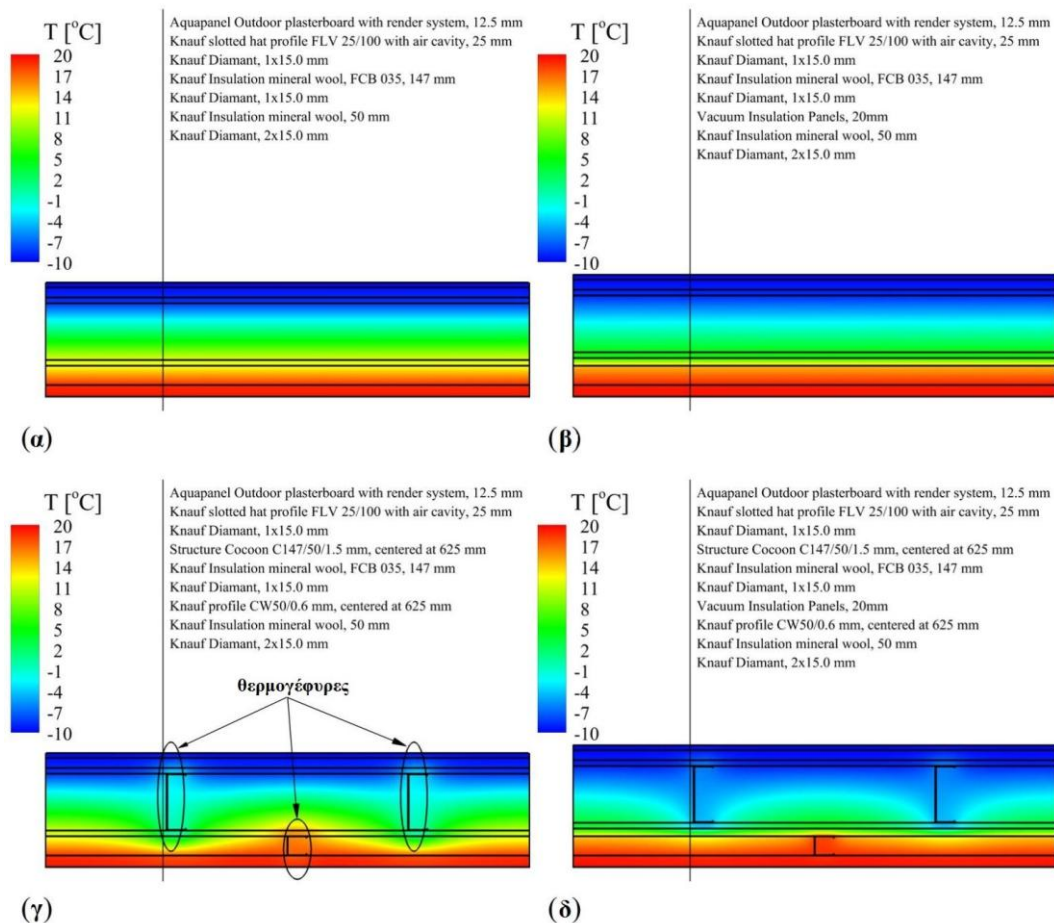 T [°C]
20
17
14
11
8
5
2
-1
-4
-7
-10
Aquapanel Outdoor plasterboard with render system, 12.5 mm
Knauf slotted hat profile FLV 25/100 with air cavity, 25 mm
Knauf Diamant, 1x15.0 mm
Knauf Insulation mineral wool, FCB 035, 147 mm
Knauf Diamant, 1x15.0 mm
Knauf Insulation mineral wool, 50 mm
Knauf Diamant, 2x15.0 mm
(α)
T [°C]
20
17
14
11
8
5
2
-1
-4
-7
-10
Aquapanel Outdoor plasterboard with render system, 12.5 mm
Knauf slotted hat profile FLV 25/100 with air cavity, 25 mm
Knauf Diamant, 1x15.0 mm
Knauf Insulation mineral wool, FCB 035, 147 mm
Knauf Diamant, 1x15.0 mm
Vacuum Insulation Panels, 20mm
Knauf Insulation mineral wool, 50 mm
Knauf Diamant, 2x15.0 mm
(β)
T [°C]
20
17
14
11
8
5
2
-1
-4
-7
-10
Aquapanel Outdoor plasterboard with render system, 12.5 mm
Knauf slotted hat profile FLV 25/100 with air cavity, 25 mm
Knauf Diamant, 1x15.0 mm
Structure Cocoon C147/50/1.5 mm, centered at 625 mm
Knauf Insulation mineral wool, FCB 035, 147 mm
Knauf Diamant, 1x15.0 mm
Knauf profile CW50/0.6 mm, centered at 625 mm
Knauf Insulation mineral wool, 50 mm
Knauf Diamant, 2x15.0 mm
θερμογέφυρες
(γ)
T [°C]
20
17
14
11
8
5
2
-1
-4
-7
-10
Aquapanel Outdoor plasterboard with render system, 12.5 mm
Knauf slotted hat profile FLV 25/100 with air cavity, 25 mm
Knauf Diamant, 1x15.0 mm
Structure Cocoon C147/50/1.5 mm, centered at 625 mm
Knauf Insulation mineral wool, FCB 035, 147 mm
Knauf Diamant, 1x15.0 mm
Vacuum Insulation Panels, 20mm
Knauf profile CW50/0.6 mm, centered at 625 mm
Knauf Insulation mineral wool, 50 mm
Knauf Diamant, 2x15.0 mm
(δ)